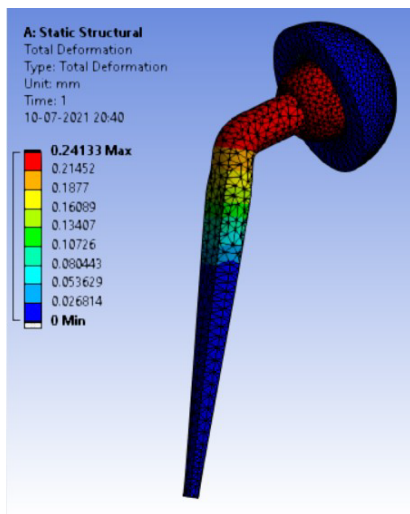 A: Static Structural
Total Deformation
Type: Total Deformation
Unit: mm
Time: 1
10-07-2021 20:40
0.24133 Max
0.21452
0.1877
0.16089
0.13407
0.10726
0.080443
0.053629
0.026814
0 Min